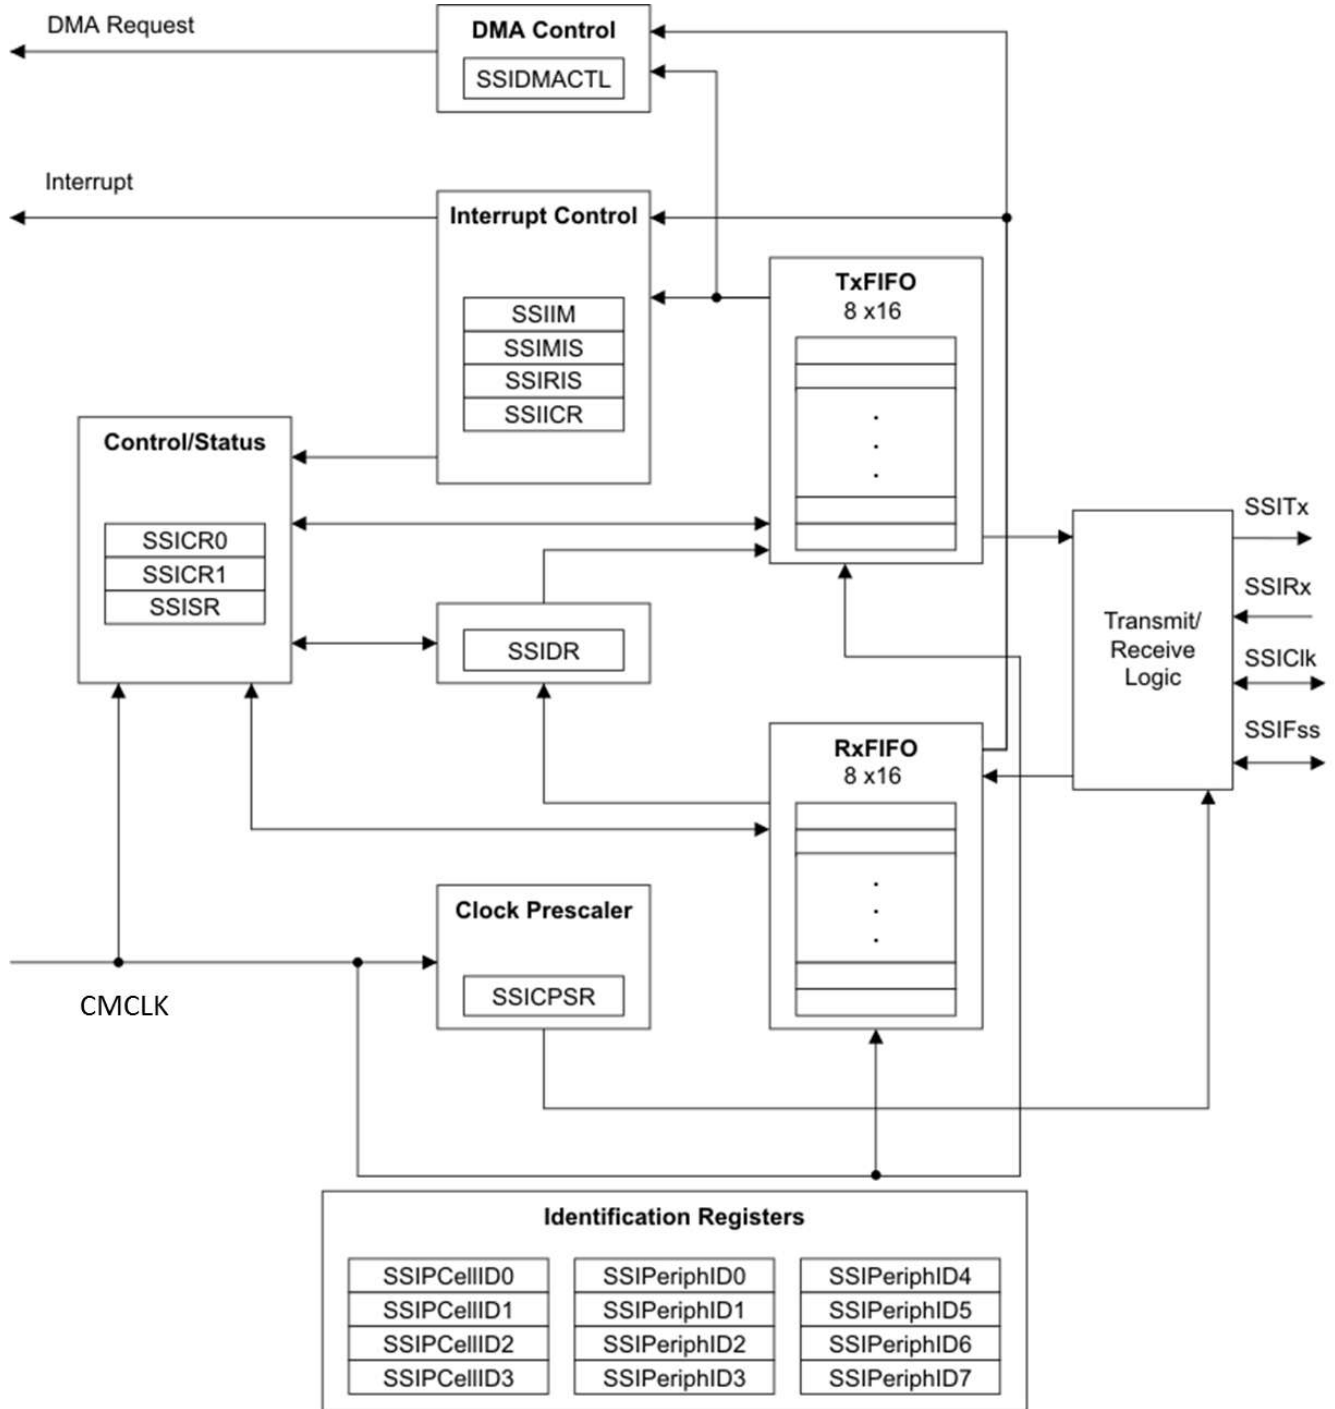 DMA Request
DMA Control
SSIDMACTL
Interrupt
Interrupt Control
SSIIM
SSIMIS
SSIRIS
SSIICR
TxFIFO
8 x16
.
.
.
Control/Status
SSICR0
SSICR1
SSISR
SSIDR
Transmit/
Receive
Logic
SSITx
SSIRx
SSIClk
SSIFss
RxFIFO
8 x16
.
.
.
Clock Prescaler
SSICPSR
CMCLK
Identification Registers
SSIPCellID0
SSIPCellID1
SSIPCellID2
SSIPCellID3
SSIPeriphID0
SSIPeriphID1
SSIPeriphID2
SSIPeriphID3
SSIPeriphID4
SSIPeriphID5
SSIPeriphID6
SSIPeriphID7